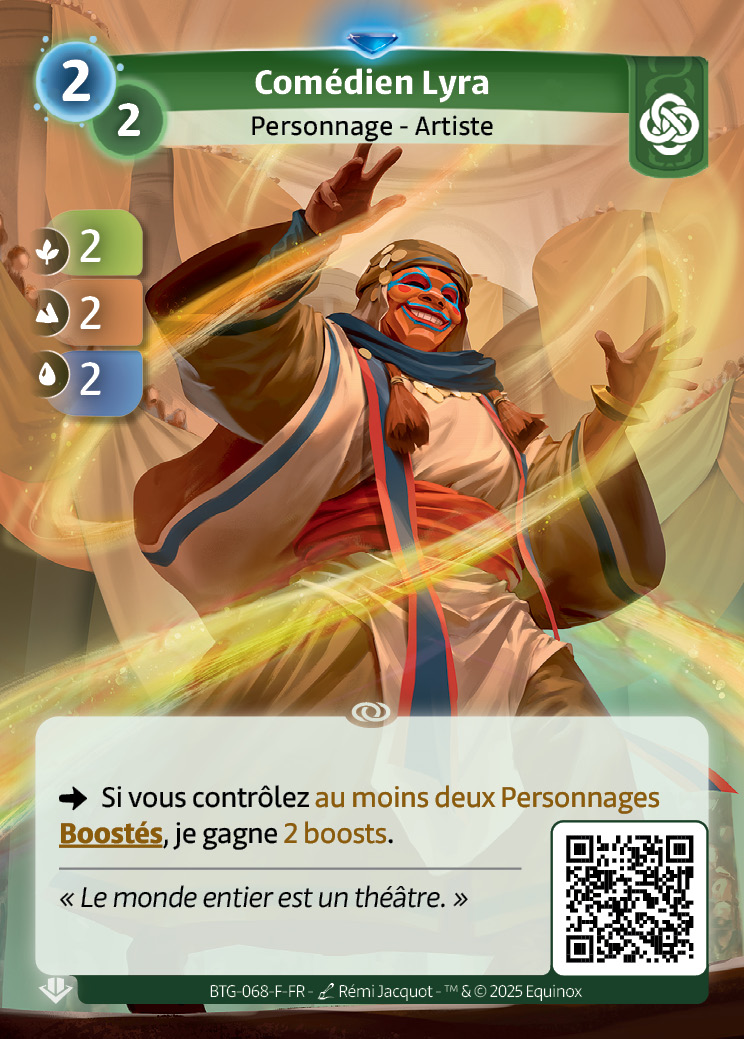 2
Comédien Lyra
2
Personnage - Artiste
2
2
2
Si vous contrôlez au moins deux Personnages
Boostés, je gagne 2 boosts.
« Le monde entier est un théâtre. »
BTG-068-F-FR - Rémi Jacquot - ™ & © 2025 Equinox